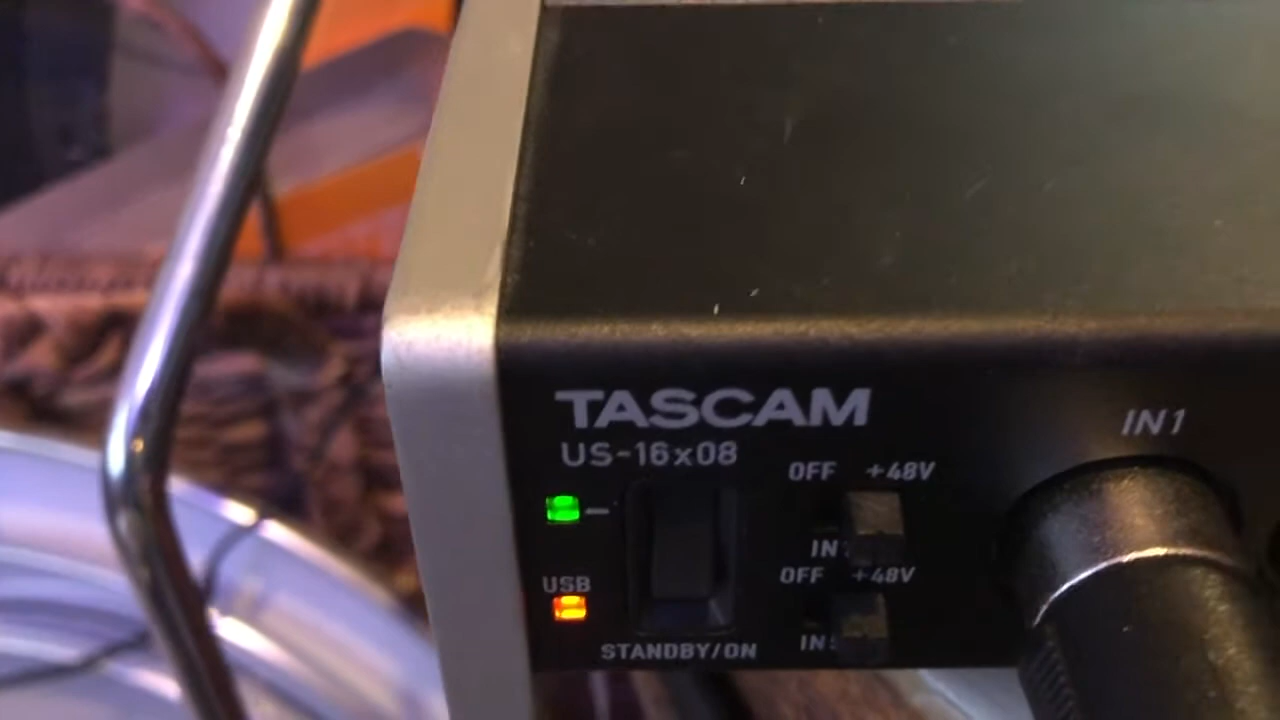 TASCAM
US-16x08
IN1
OFF +48V
OFF +48V
USB
STANDBY/ON